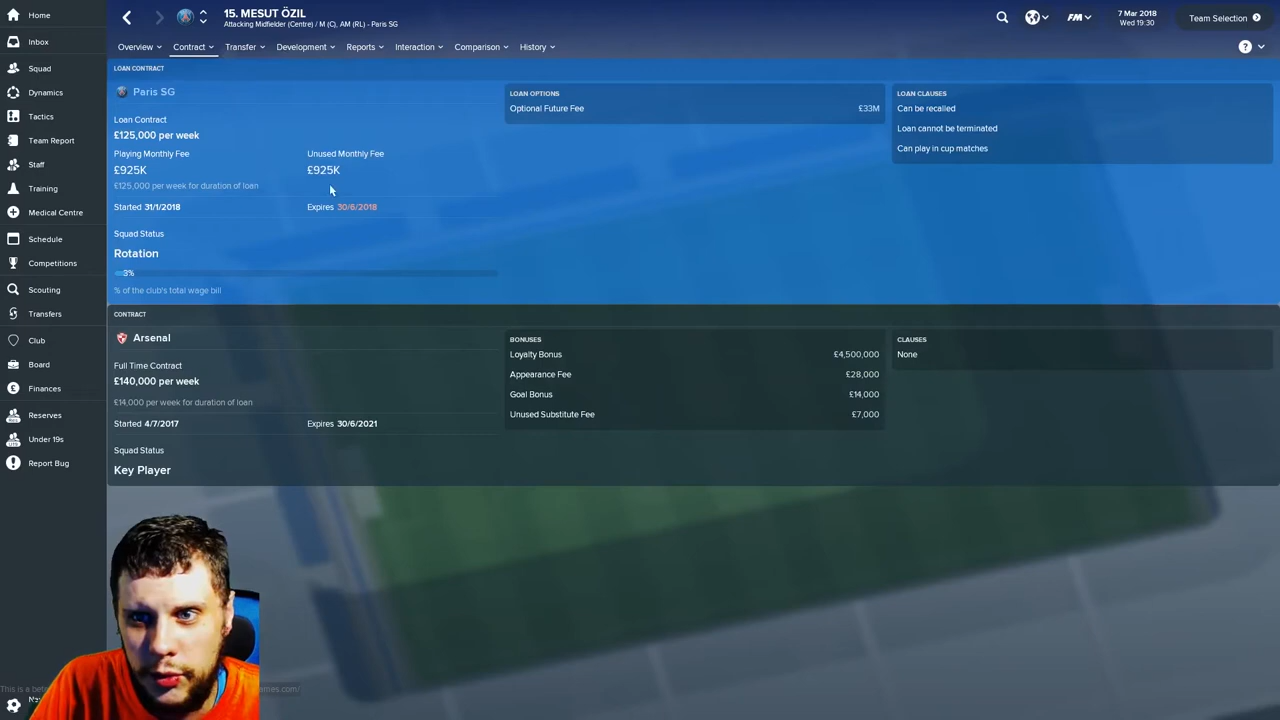 Home
Inbox
Squad
Dynamics
Tactics
Team Report
Staff
Training
Medical Centre
Schedule
Competitions
Scouting
Transfers
Club
Board
Finances
Reserves
Under 19s
Report Bug
15. MESUT ÖZIL
Attacking Midfielder (Centre) / M (C), AM (RL) - Paris SG
FM
7 Mar 2018
Wed 19:30
Team Selection
Overview
Contract
Transfer
Development
Reports
Interaction
Comparison
History
?
LOAN CONTRACT
Paris SG
Loan Contract
£125,000 per week
Playing Monthly Fee
£925K
Unused Monthly Fee
£925K
£125,000 per week for duration of loan
Started 31/1/2018
Expires 30/6/2018
Squad Status
Rotation
3%
% of the club's total wage bill
LOAN OPTIONS
Optional Future Fee £33M
LOAN CLAUSES
Can be recalled
Loan cannot be terminated
Can play in cup matches
CONTRACT
Arsenal
Full Time Contract
£140,000 per week
£14,000 per week for duration of loan
Started 4/7/2017
Expires 30/6/2021
Squad Status
Key Player
BONUSES
Loyalty Bonus £4,500,000
Appearance Fee £28,000
Goal Bonus £14,000
Unused Substitute Fee £7,000
CLAUSES
None
This is a beta